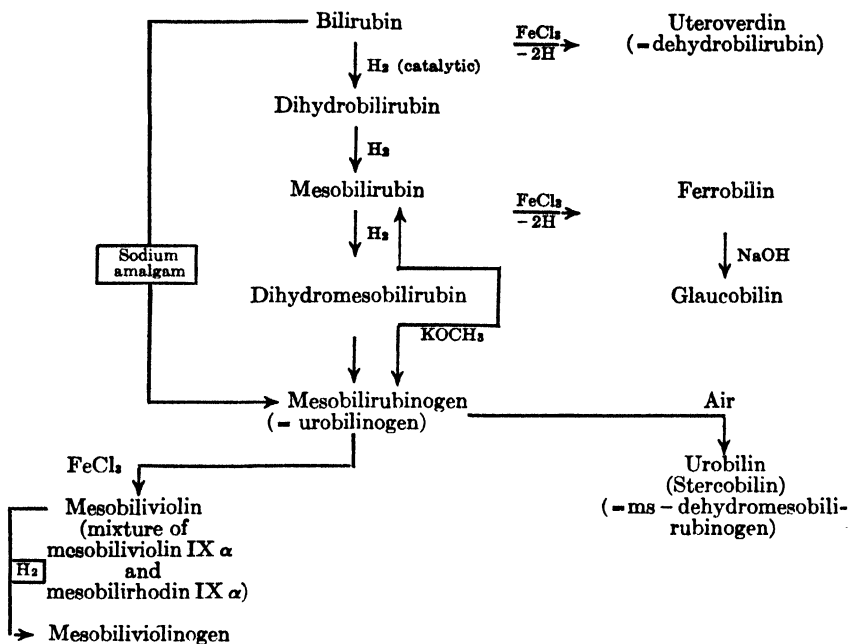 Bilirubin
FeCl₃
−2H
Uteroverdin
(=dehydrobilirubin)
H₂ (catalytic)
Dihydrobilirubin
H₂
Mesobilirubin
FeCl₃
−2H
Ferrobilin
H₂
NaOH
Sodium
amalgam
Dihydromesobilirubin
Glaucobilin
KOCH₃
Mesobilirubinogen
(= urobilinogen)
Air
FeCl₃
Urobilin
(Stercobilin)
(=ms − dehydromesobili-
rubinogen)
Mesobiliviolin
(mixture of
mesobiliviolin IX α
and
mesobilirhodin IX α)
H₂
Mesobiliviolinogen